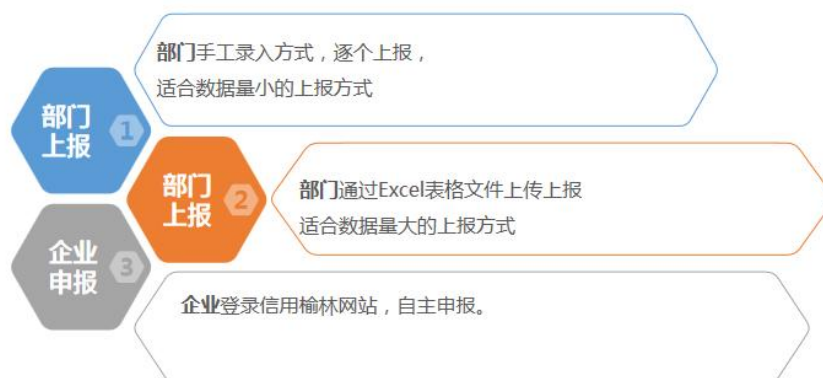 部门
上报
1
部门手工录入方式，逐个上报，
适合数据量小的上报方式
部门
上报
2
部门通过Excel表格文件上传上报
适合数据量大的上报方式
企业
申报
3
企业登录信用榆林网站，自主申报。